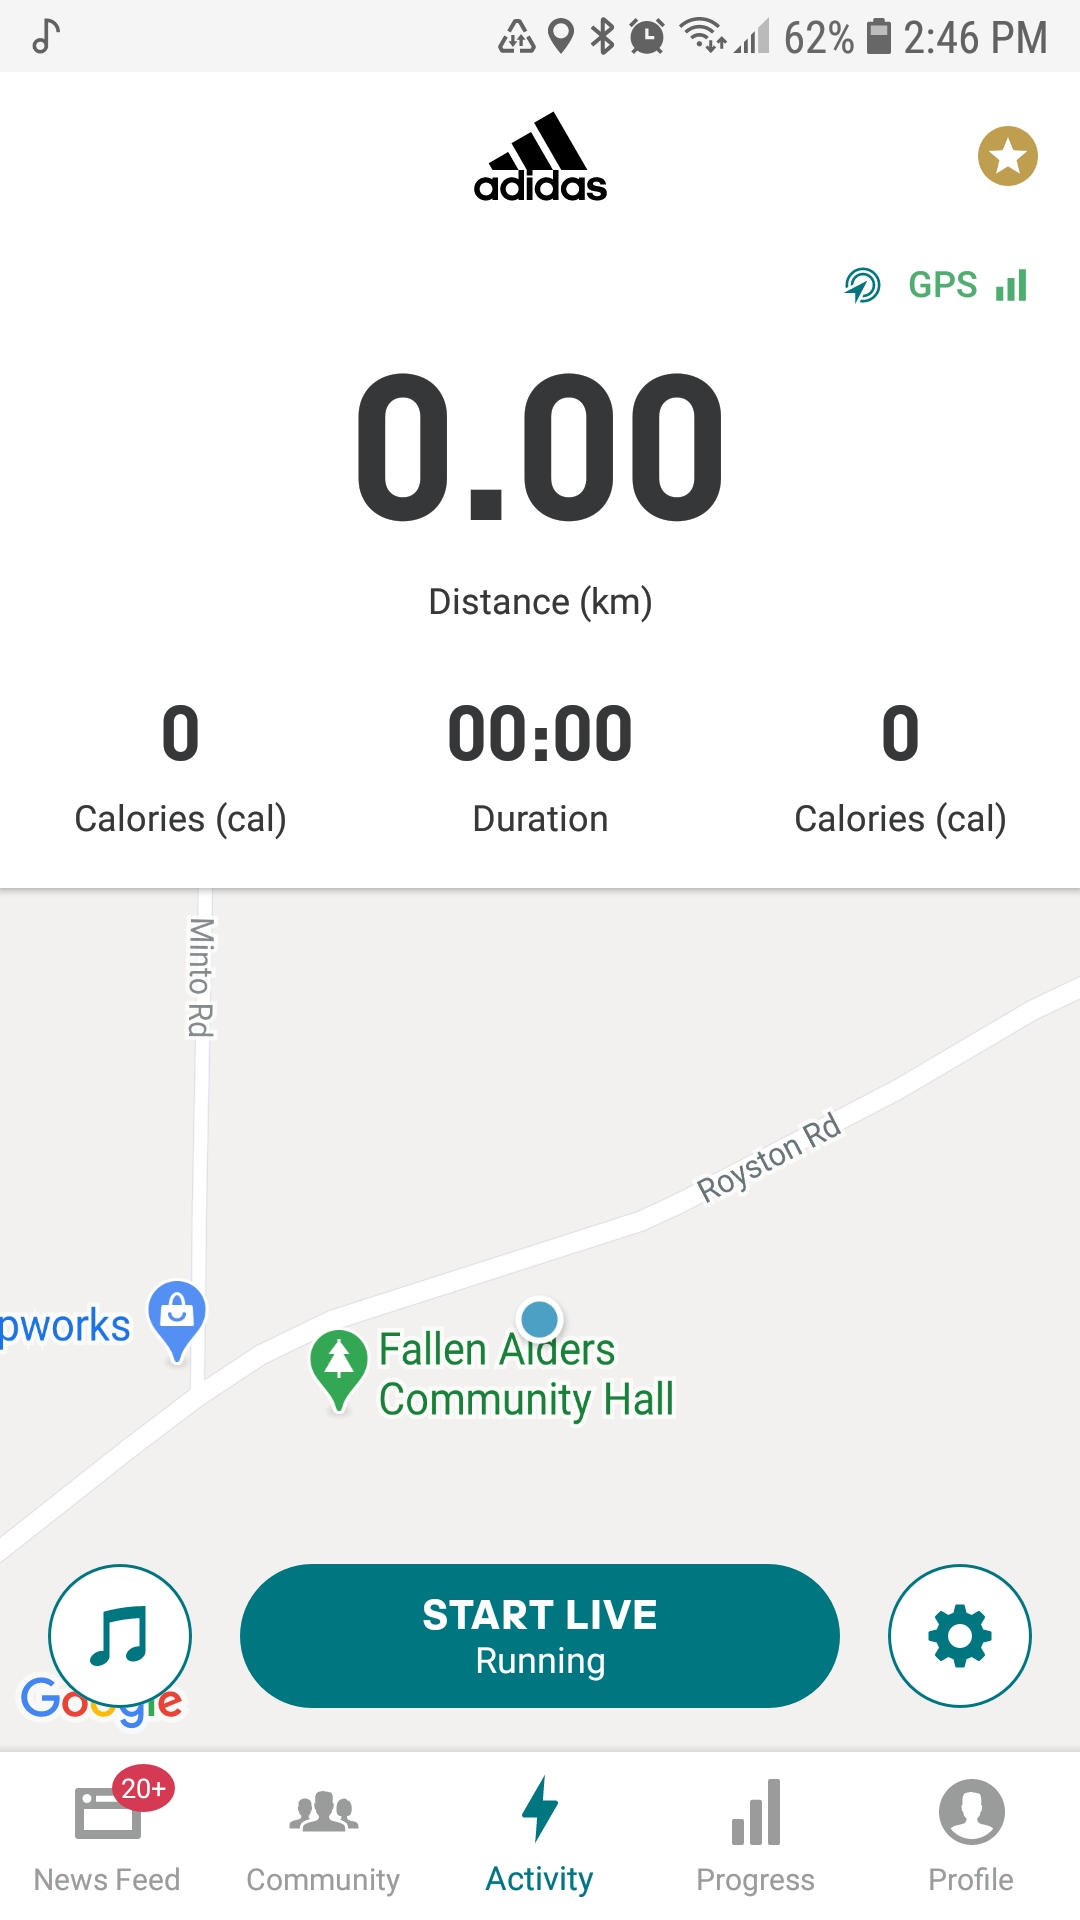 62% 2:46 PM
adidas
GPS
0.00
Distance (km)
0 00:00 0
Calories (cal) Duration Calories (cal)
Minto Rd
Royston Rd
pworks
Fallen Alders
Community Hall
START LIVE
Running
Google
20+
News Feed Community Activity Progress Profile